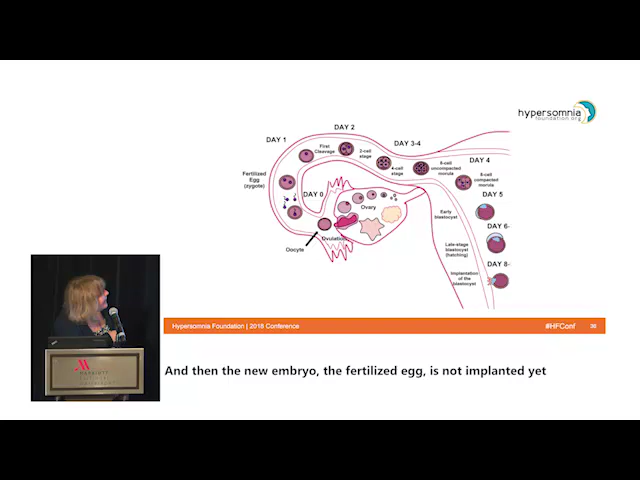 hypersomnia
foundation.org
DAY 2
DAY 1
First
Cleavage
2-cell
stage
DAY 3-4
4-cell
stage
8-cell
uncompacted
morula
DAY 4
8-cell
compacted
morula
Fertilized
Egg
(zygote)
DAY 0
Ovary
Ovulation
Oocyte
DAY 5
Early
blastocyst
DAY 6-
Late-stage
blastocyst
(hatching)
DAY 8-
Implantation
of the
blastocyst
Hypersomnia Foundation | 2018 Conference
#HFConf
36
MARRIOTT
And then the new embryo, the fertilized egg, is not implanted yet